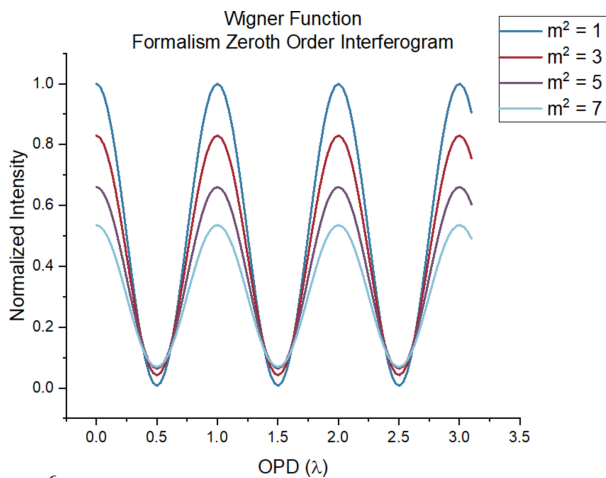 Wigner Function
Formalism Zeroth Order Interferogram
m² = 1
m² = 3
m² = 5
m² = 7
Normalized Intensity
1.0
0.8
0.6
0.4
0.2
0.0
0.0 0.5 1.0 1.5 2.0 2.5 3.0 3.5
OPD (λ)